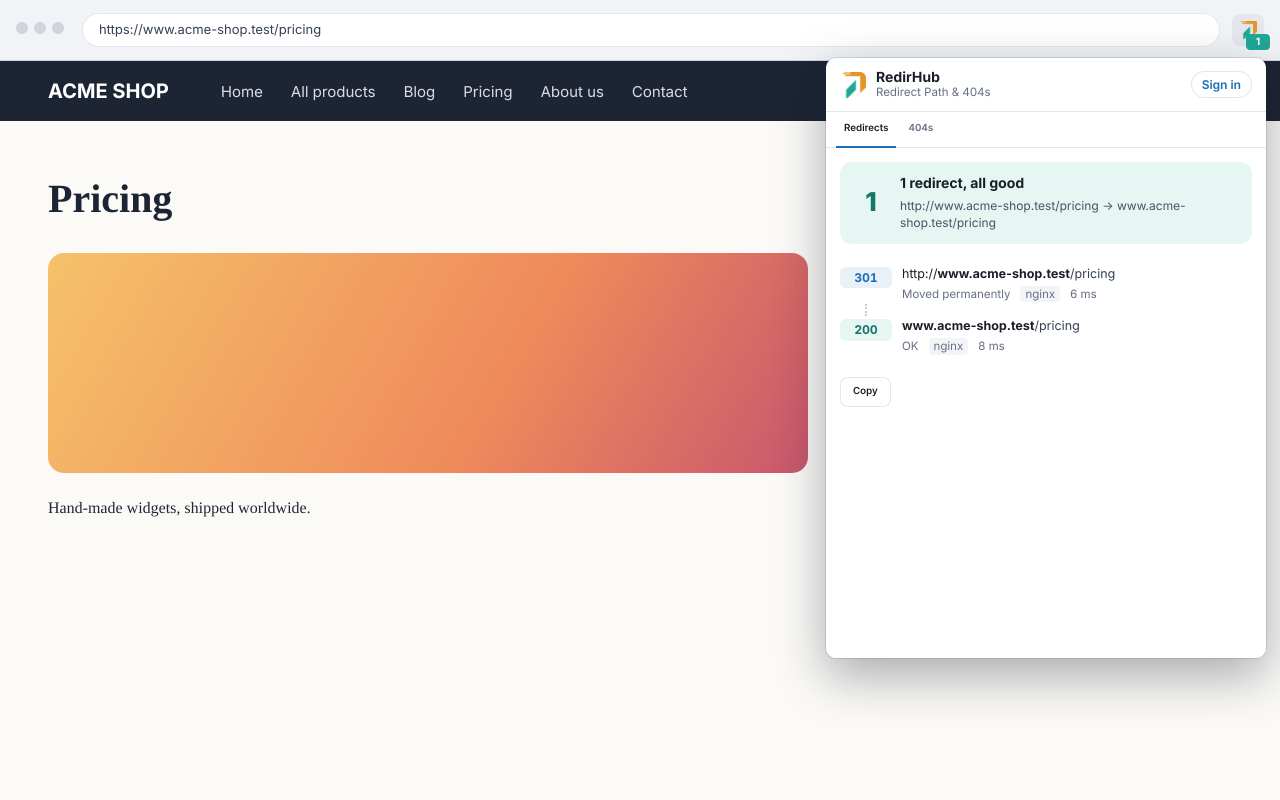 https://www.acme-shop.test/pricing
1
ACME SHOP Home All products Blog Pricing About us Contact
RedirHub
Redirect Path & 404s
Sign in
Redirects 404s
1
1 redirect, all good
http://www.acme-shop.test/pricing → www.acme-
shop.test/pricing
301 http://www.acme-shop.test/pricing
Moved permanently nginx 6 ms
200 www.acme-shop.test/pricing
OK nginx 8 ms
Copy
Pricing
Hand-made widgets, shipped worldwide.